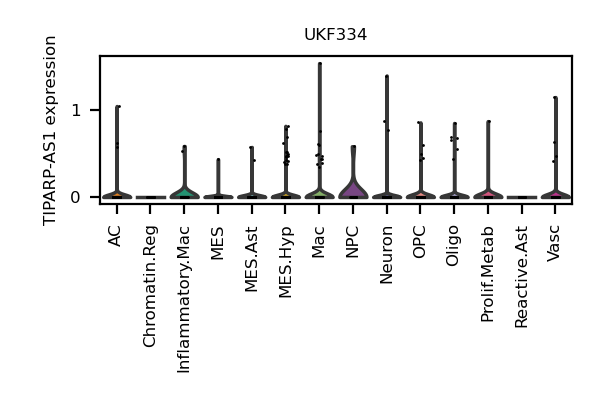 UKF334
TIPARP-AS1 expression
1
0
AC
Chromatin.Reg
Inflammatory.Mac
MES
MES.Ast
MES.Hyp
Mac
NPC
Neuron
OPC
Oligo
Prolif.Metab
Reactive.Ast
Vasc